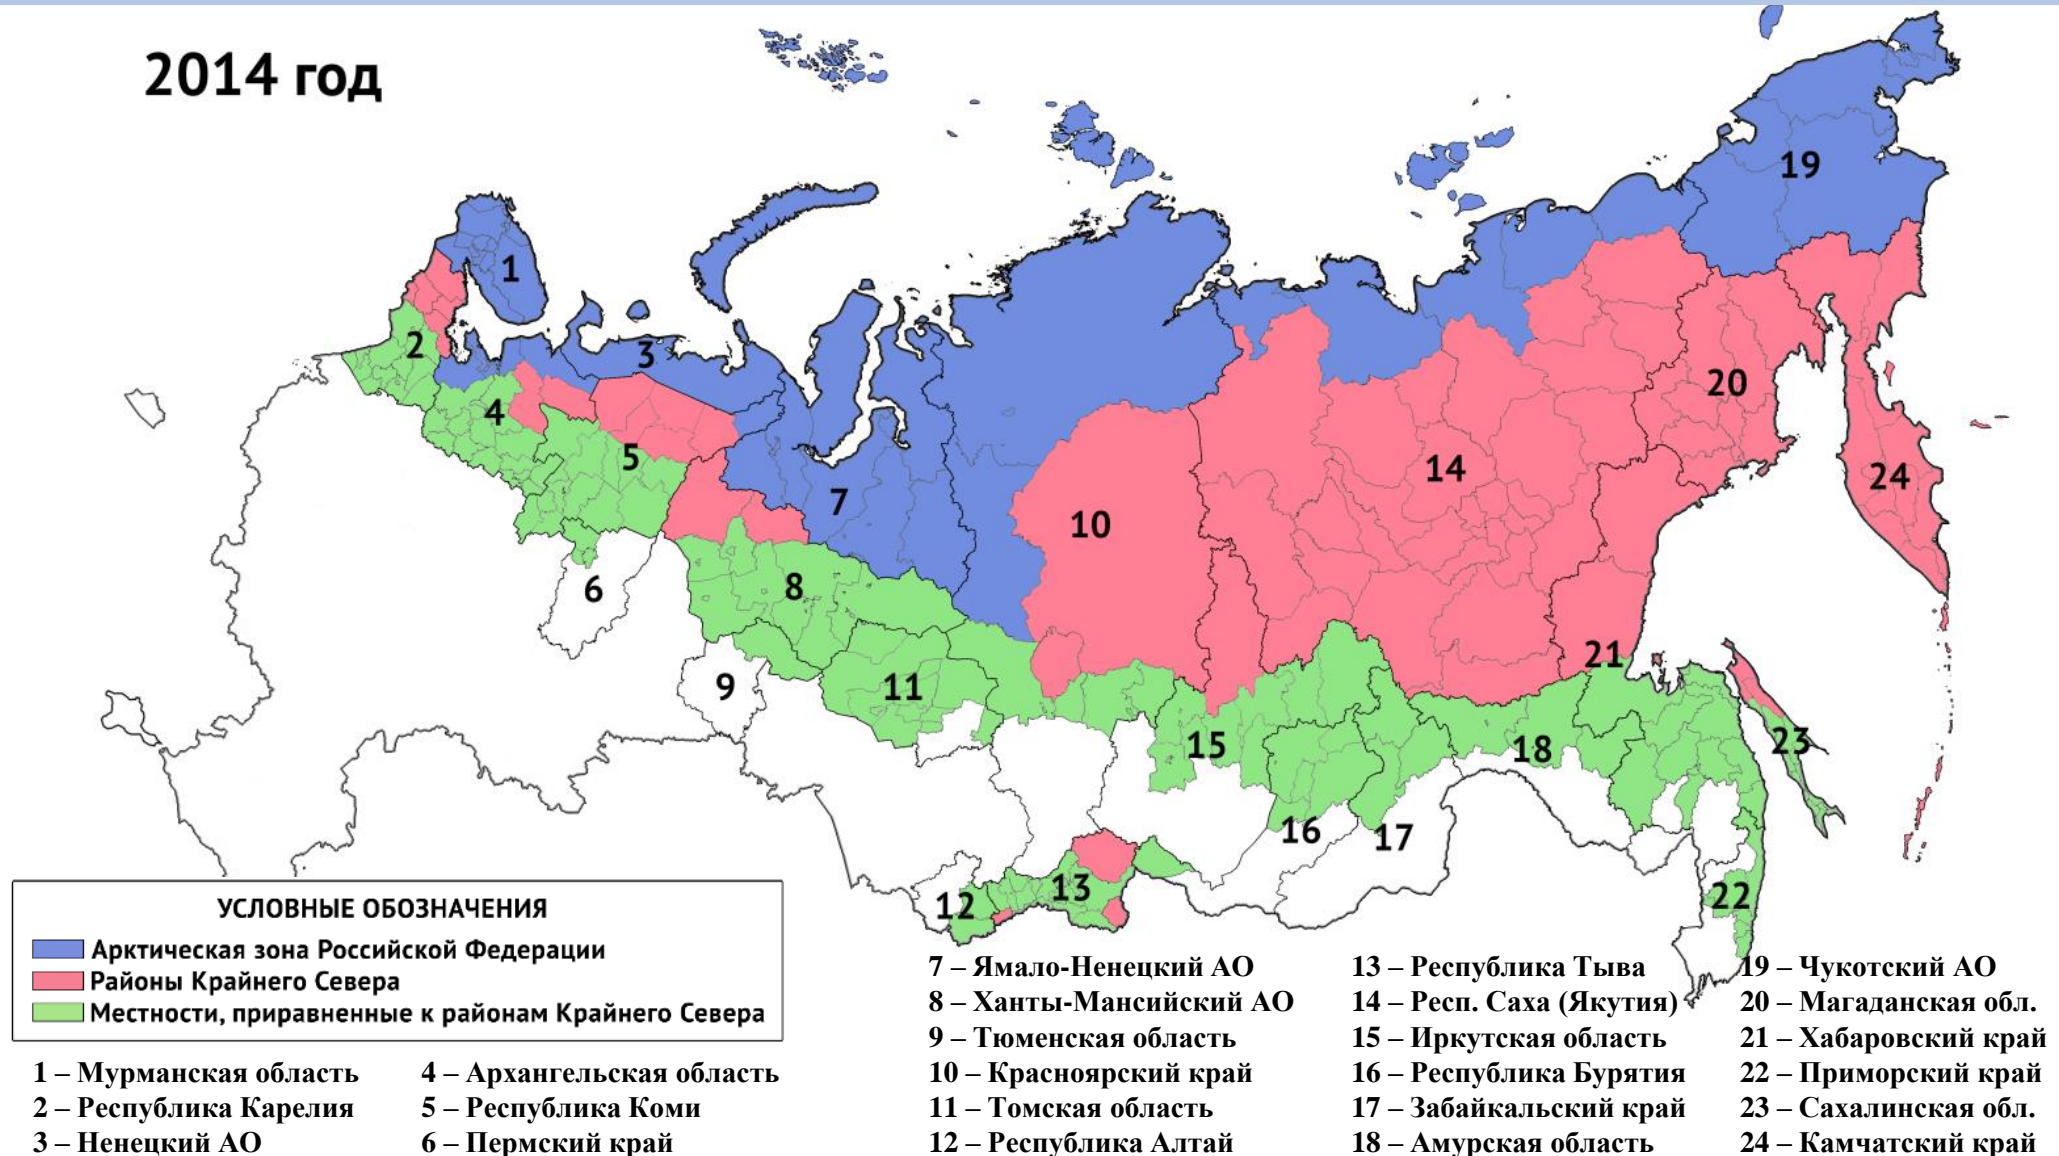 2014 год
1
2
3
4
5
6
7
8
9
10
11
12
13
14
15
16
17
18
19
20
21
22
23
24
УСЛОВНЫЕ ОБОЗНАЧЕНИЯ
Арктическая зона Российской Федерации
Районы Крайнего Севера
Местности, приравненные к районам Крайнего Севера
1 – Мурманская область
2 – Республика Карелия
3 – Ненецкий АО
4 – Архангельская область
5 – Республика Коми
6 – Пермский край
7 – Ямало-Ненецкий АО
8 – Ханты-Мансийский АО
9 – Тюменская область
10 – Красноярский край
11 – Томская область
12 – Республика Алтай
13 – Республика Тыва
14 – Респ. Саха (Якутия)
15 – Иркутская область
16 – Республика Бурятия
17 – Забайкальский край
18 – Амурская область
19 – Чукотский АО
20 – Магаданская обл.
21 – Хабаровский край
22 – Приморский край
23 – Сахалинская обл.
24 – Камчатский край